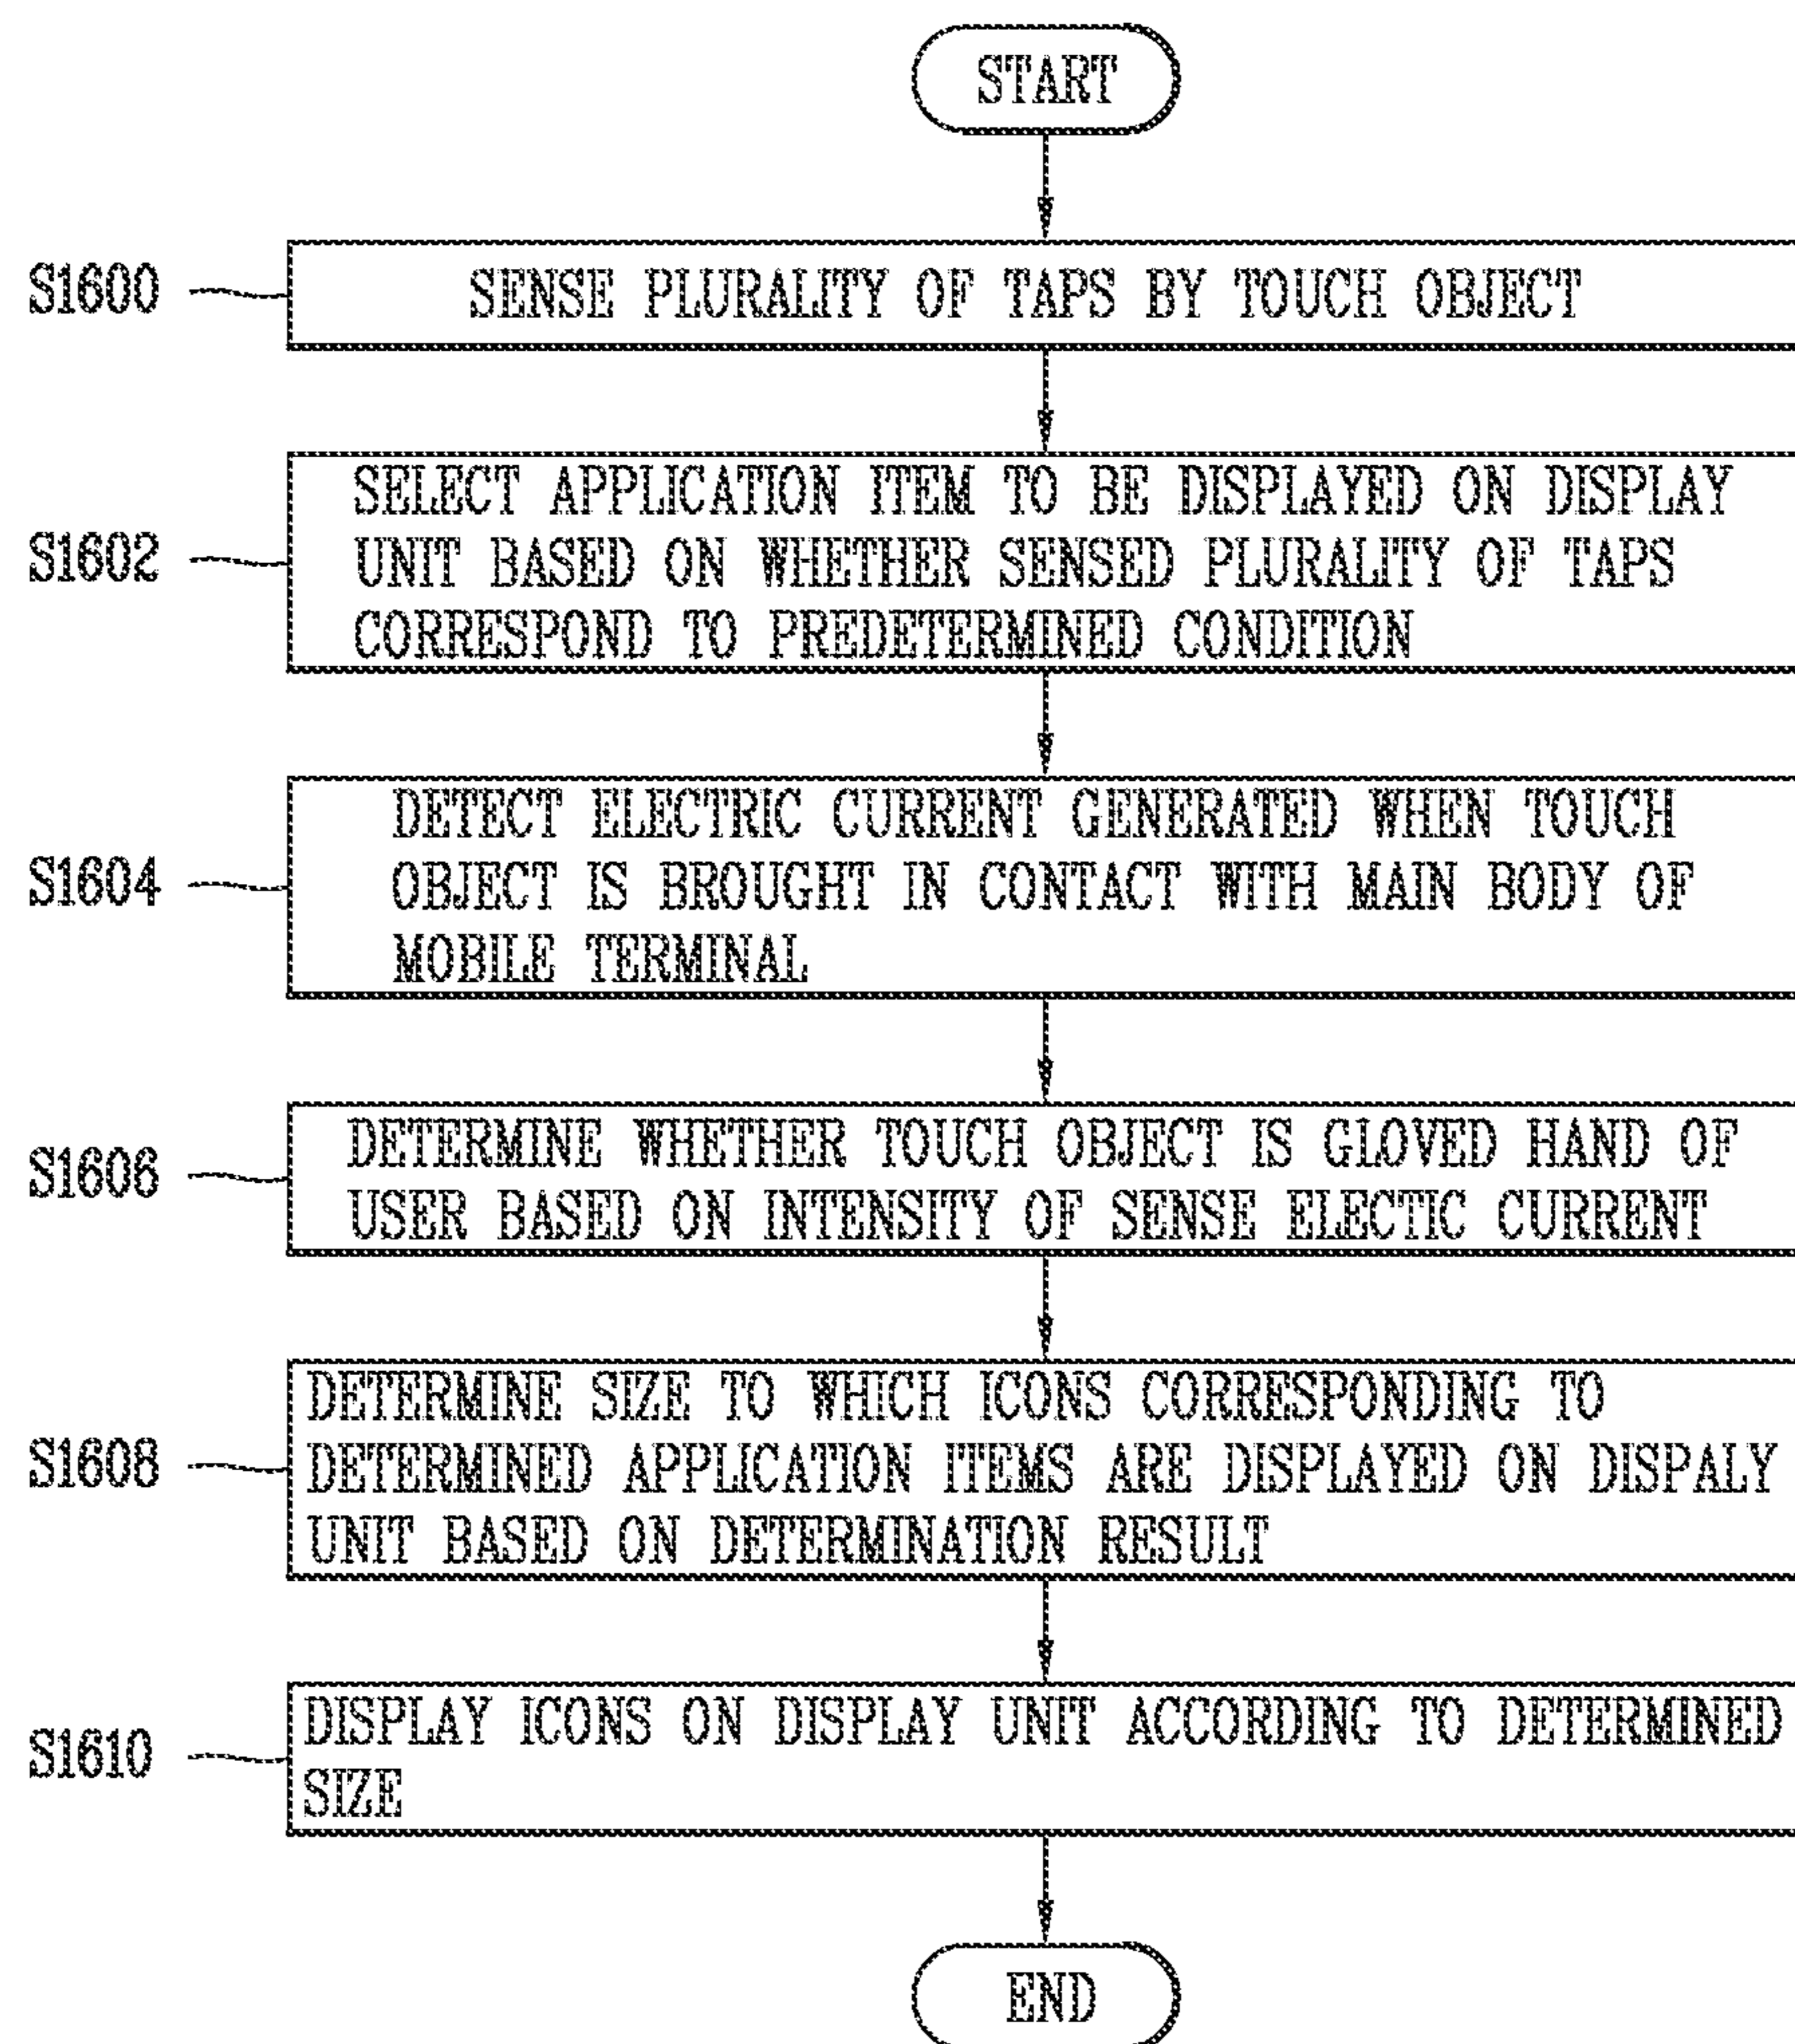 START
S1600
SENSE PLURALITY OF TAPS BY TOUCH OBJECT
S1602
SELECT APPLICATION ITEM TO BE DISPLAYED ON DISPLAY
UNIT BASED ON WHETHER SENSED PLURALITY OF TAPS
CORRESPOND TO PREDETERMINED CONDITION
S1604
DETECT ELECTRIC CURRENT GENERATED WHEN TOUCH
OBJECT IS BROUGHT IN CONTACT WITH MAIN BODY OF
MOBILE TERMINAL
S1606
DETERMINE WHETHER TOUCH OBJECT IS GLOVED HAND OF
USER BASED ON INTENSITY OF SENSE ELECTIC CURRENT
S1608
DETERMINE SIZE TO WHICH ICONS CORRESPONDING TO
DETERMINED APPLICATION ITEMS ARE DISPLAYED ON DISPALY
UNIT BASED ON DETERMINATION RESULT
S1610
DISPLAY ICONS ON DISPLAY UNIT ACCORDING TO DETERMINED
SIZE
END